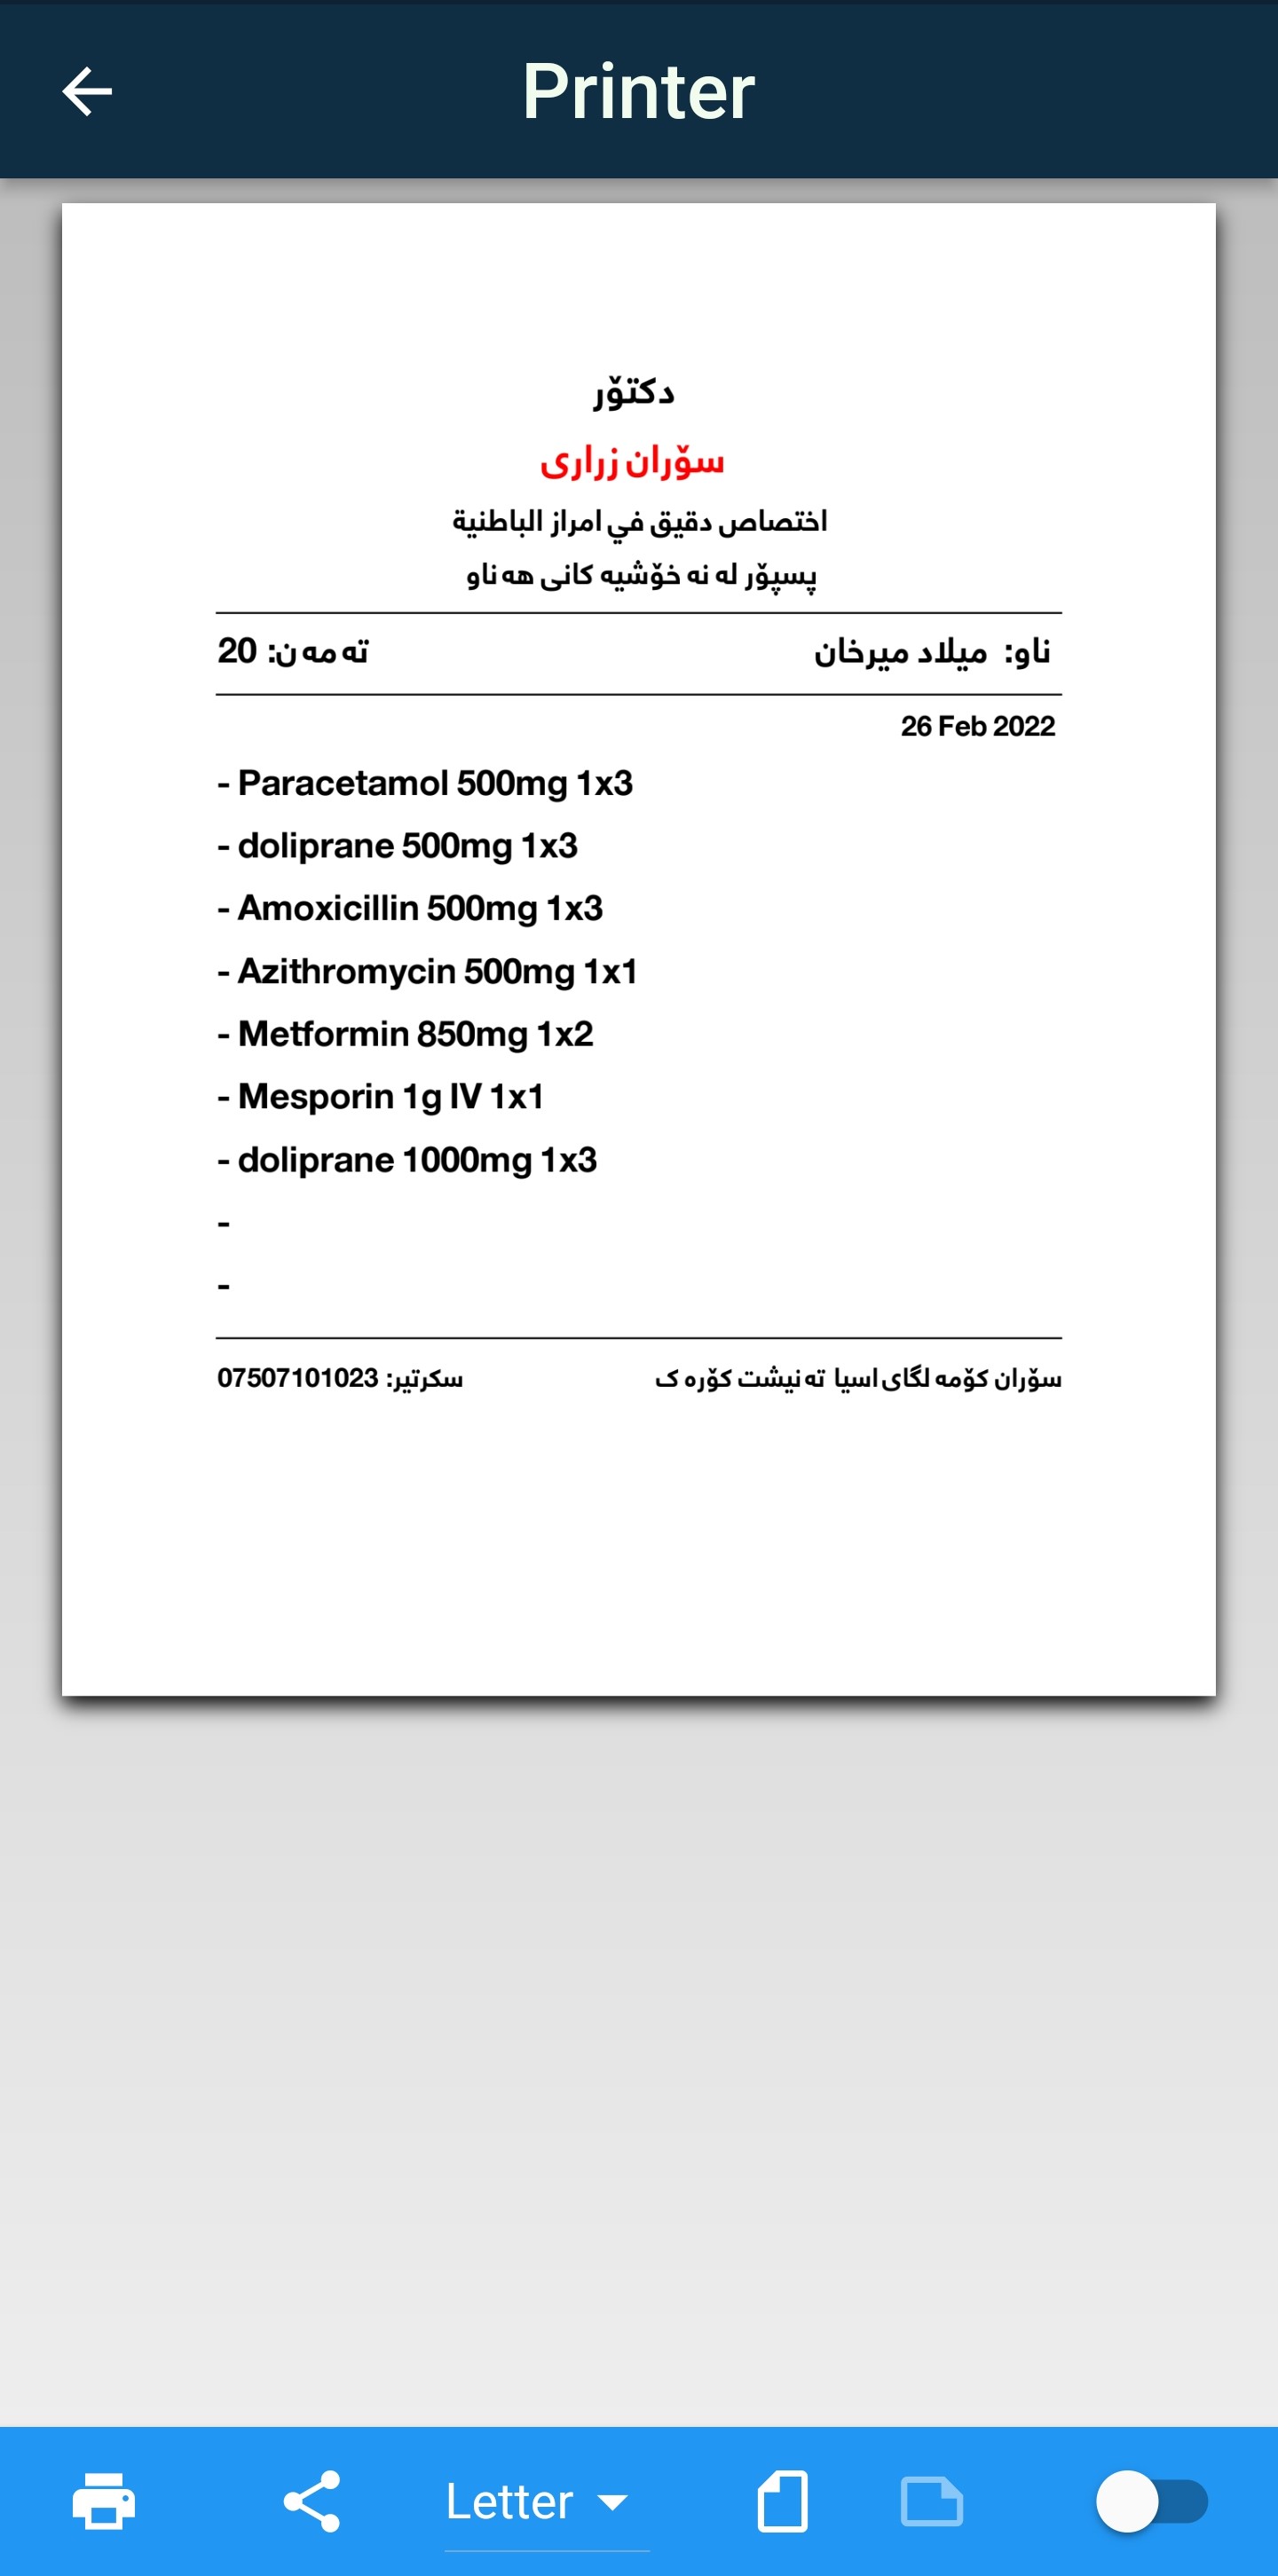 Printer
دکتۆر
سۆران زراری
اختصاص دقيق في امراز الباطنية
پسپۆر له نه خۆشیه کانی هه ناو
ناو: میلاد میرخان ته مه ن: 20
26 Feb 2022
- Paracetamol 500mg 1x3
- doliprane 500mg 1x3
- Amoxicillin 500mg 1x3
- Azithromycin 500mg 1x1
- Metformin 850mg 1x2
- Mesporin 1g IV 1x1
- doliprane 1000mg 1x3
-
-
سۆران کۆمه لگای اسیا ته نیشت کۆره ک سکرتیر: 07507101023
Letter